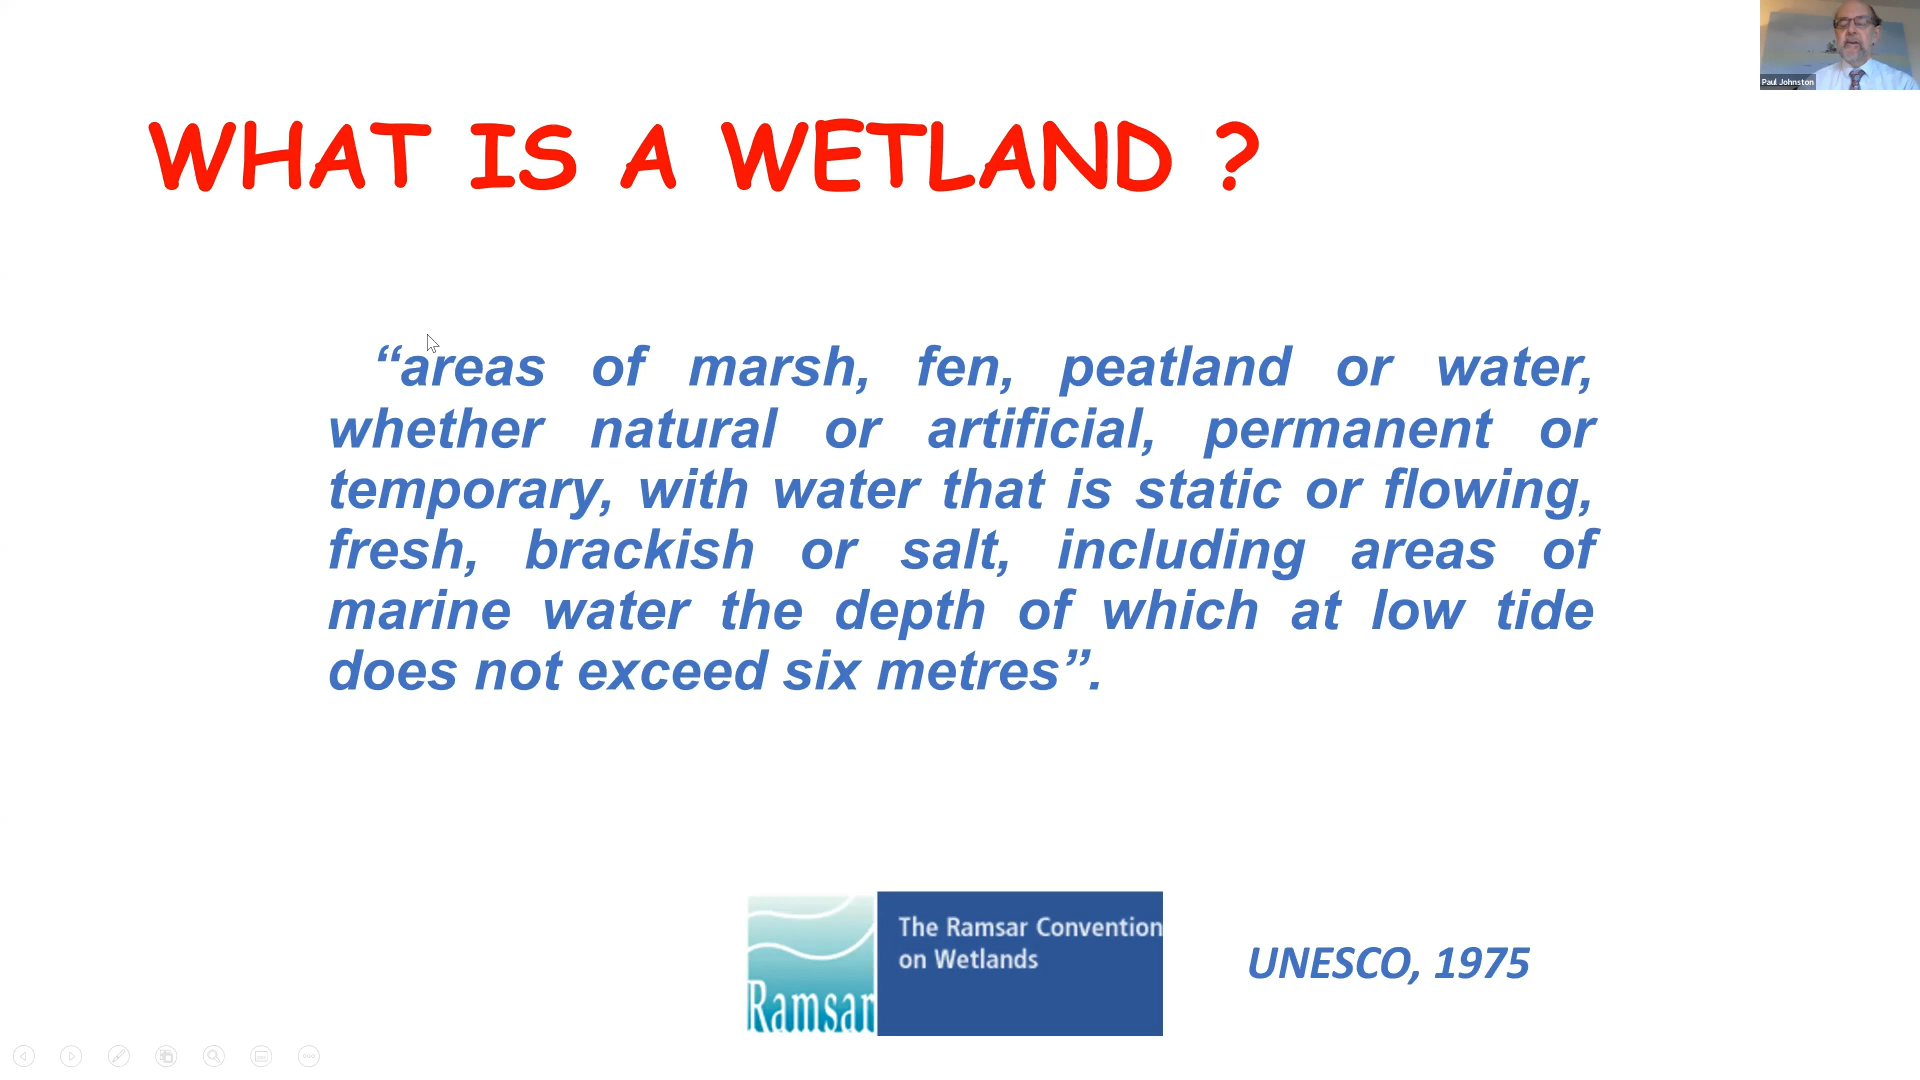 Paul Johnston
WHAT IS A WETLAND ?
“areas of marsh, fen, peatland or water,
whether natural or artificial, permanent or
temporary, with water that is static or flowing,
fresh, brackish or salt, including areas of
marine water the depth of which at low tide
does not exceed six metres”.
The Ramsar Convention
on Wetlands
Ramsar
UNESCO, 1975